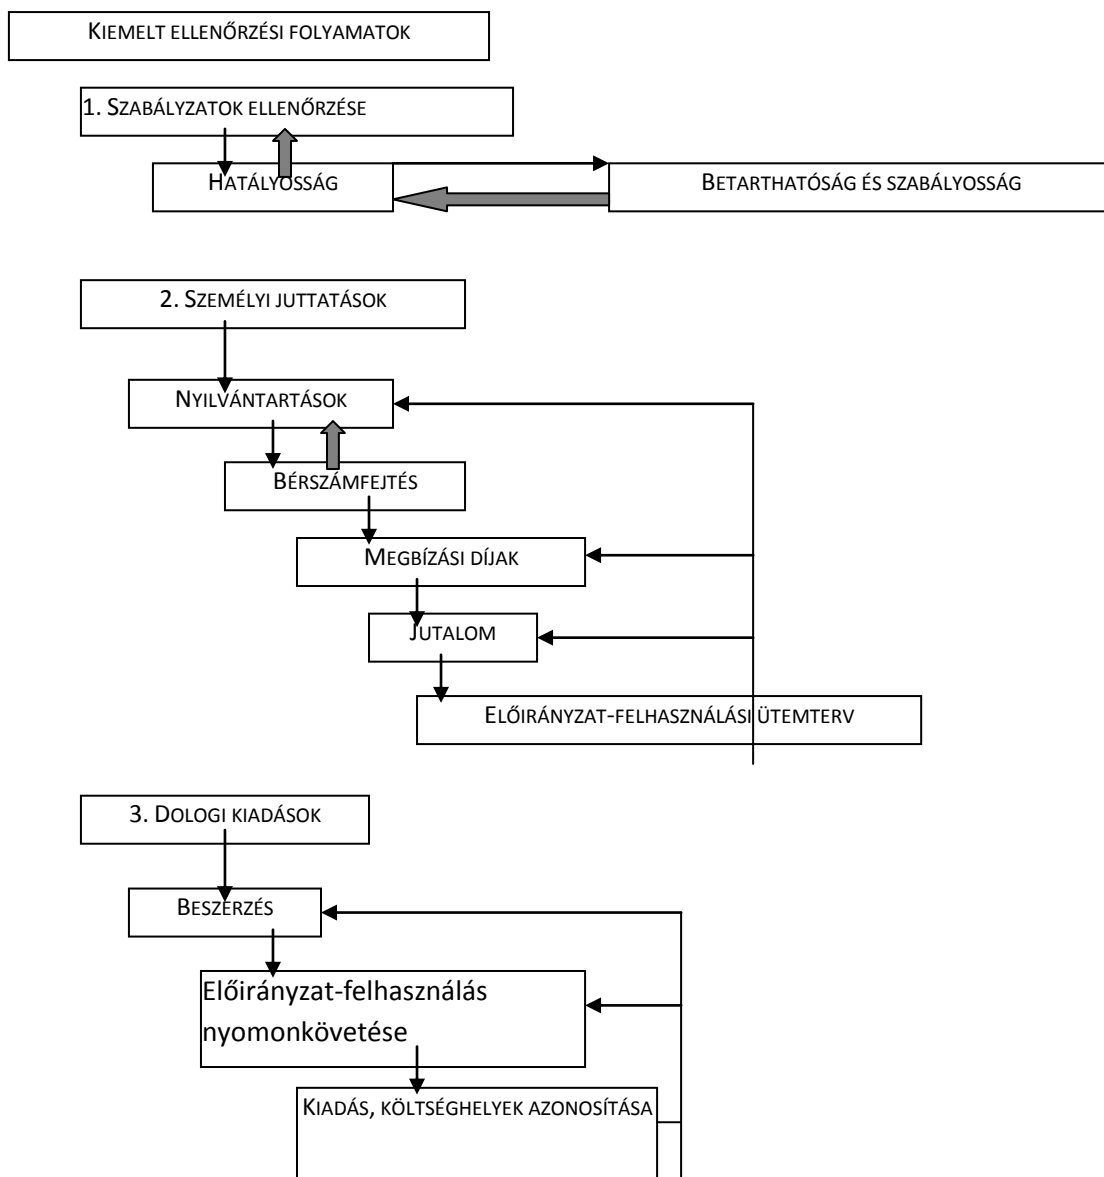 KIEMELT ELLENŐRZÉSI FOLYAMATOK
1. SZABÁLYZATOK ELLENŐRZÉSE
HATÁLYOSSÁG
BETARTHATÓSÁG ÉS SZABÁLYOSSÁG
2. SZEMÉLYI JUTTATÁSOK
NYILVÁNTARTÁSOK
BÉRSZÁMFEJTÉS
MEGBÍZÁSI DÍJAK
JUTALOM
ELŐIRÁNYZAT-FELHASZNÁLÁSI ÜTEMTERV
3. DOLOGI KIADÁSOK
BESZERZÉS
Előirányzat-felhasználás
nyomonkövetése
KIADÁS, KÖLTSÉGHELYEK AZONOSÍTÁSA